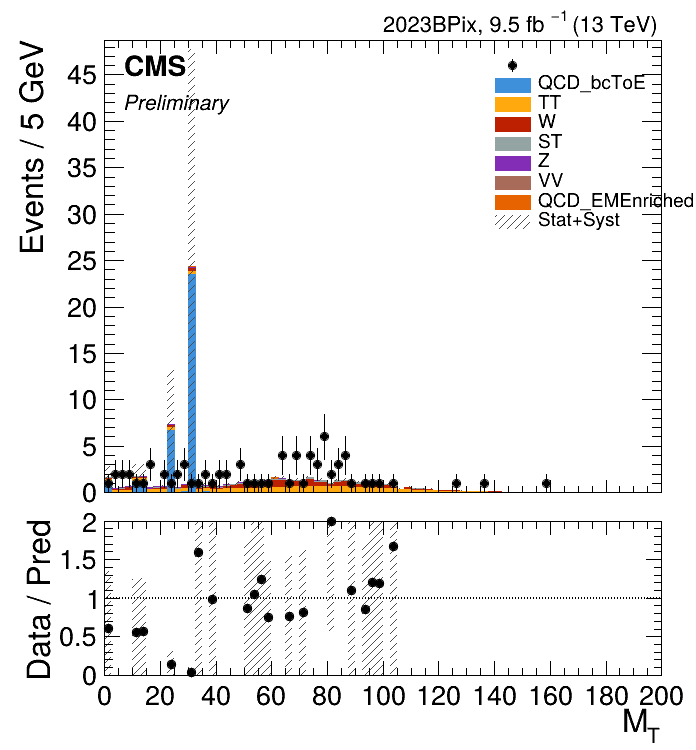 2023BPix, 9.5 fb⁻¹ (13 TeV)
CMS
Preliminary
QCD_bcToE
TT
W
ST
Z
VV
QCD_EMEnriched
Stat+Syst
Events / 5 GeV
45
40
35
30
25
20
15
10
5
0
Data / Pred
2
1.5
1
0.5
0
0 20 40 60 80 100 120 140 160 180 200
M_T